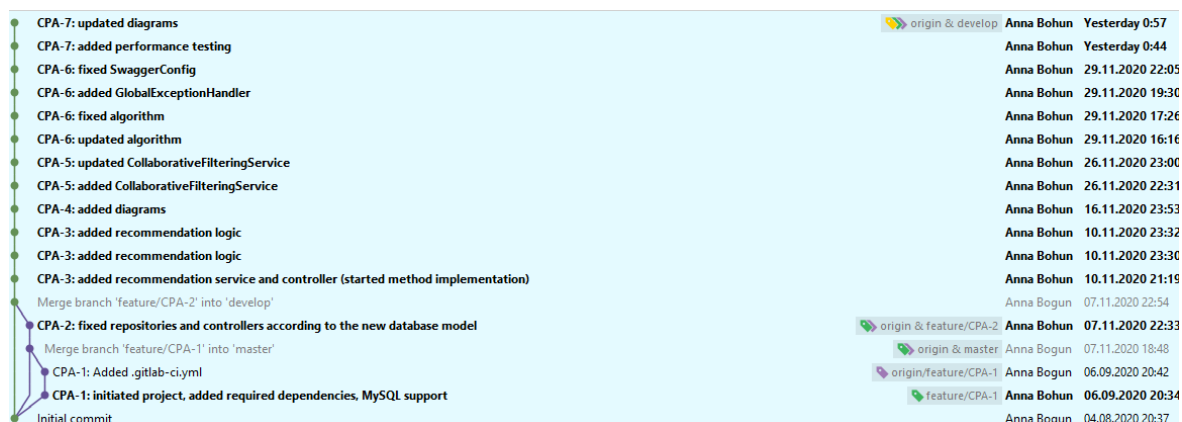 CPA-7: updated diagrams origin & develop Anna Bohun Yesterday 0:57
CPA-7: added performance testing Anna Bohun Yesterday 0:44
CPA-6: fixed SwaggerConfig Anna Bohun 29.11.2020 22:05
CPA-6: added GlobalExceptionHandler Anna Bohun 29.11.2020 19:30
CPA-6: fixed algorithm Anna Bohun 29.11.2020 17:26
CPA-6: updated algorithm Anna Bohun 29.11.2020 16:16
CPA-5: updated CollaborativeFilteringService Anna Bohun 26.11.2020 23:00
CPA-5: added CollaborativeFilteringService Anna Bohun 26.11.2020 22:31
CPA-4: added diagrams Anna Bohun 16.11.2020 23:53
CPA-3: added recommendation logic Anna Bohun 10.11.2020 23:32
CPA-3: added recommendation logic Anna Bohun 10.11.2020 23:30
CPA-3: added recommendation service and controller (started method implementation) Anna Bohun 10.11.2020 21:19
Merge branch 'feature/CPA-2' into 'develop' Anna Bogun 07.11.2020 22:54
CPA-2: fixed repositories and controllers according to the new database model origin & feature/CPA-2 Anna Bohun 07.11.2020 22:33
Merge branch 'feature/CPA-1' into 'master' origin & master Anna Bogun 07.11.2020 18:48
CPA-1: Added .gitlab-ci.yml origin/feature/CPA-1 Anna Bogun 06.09.2020 20:42
CPA-1: initiated project, added required dependencies, MySQL support feature/CPA-1 Anna Bohun 06.09.2020 20:34
Initial commit Anna Bogun 04.08.2020 20:37